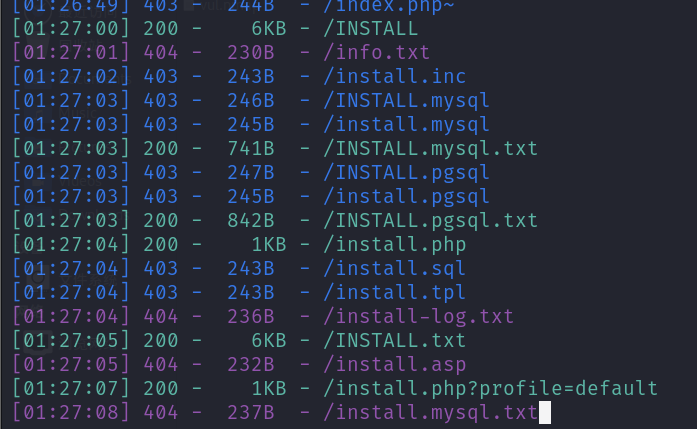 [01:26:49] 403 - 244B - /index.php~
[01:27:00] 200 - 6KB - /INSTALL
[01:27:01] 404 - 230B - /info.txt
[01:27:02] 403 - 243B - /install.inc
[01:27:03] 403 - 246B - /INSTALL.mysql
[01:27:03] 403 - 245B - /install.mysql
[01:27:03] 200 - 741B - /INSTALL.mysql.txt
[01:27:03] 403 - 247B - /INSTALL.pgsql
[01:27:03] 403 - 245B - /install.pgsql
[01:27:03] 200 - 842B - /INSTALL.pgsql.txt
[01:27:04] 200 - 1KB - /install.php
[01:27:04] 403 - 243B - /install.sql
[01:27:04] 403 - 243B - /install.tpl
[01:27:04] 404 - 236B - /install-log.txt
[01:27:05] 200 - 6KB - /INSTALL.txt
[01:27:05] 404 - 232B - /install.asp
[01:27:07] 200 - 1KB - /install.php?profile=default
[01:27:08] 404 - 237B - /install.mysql.txt